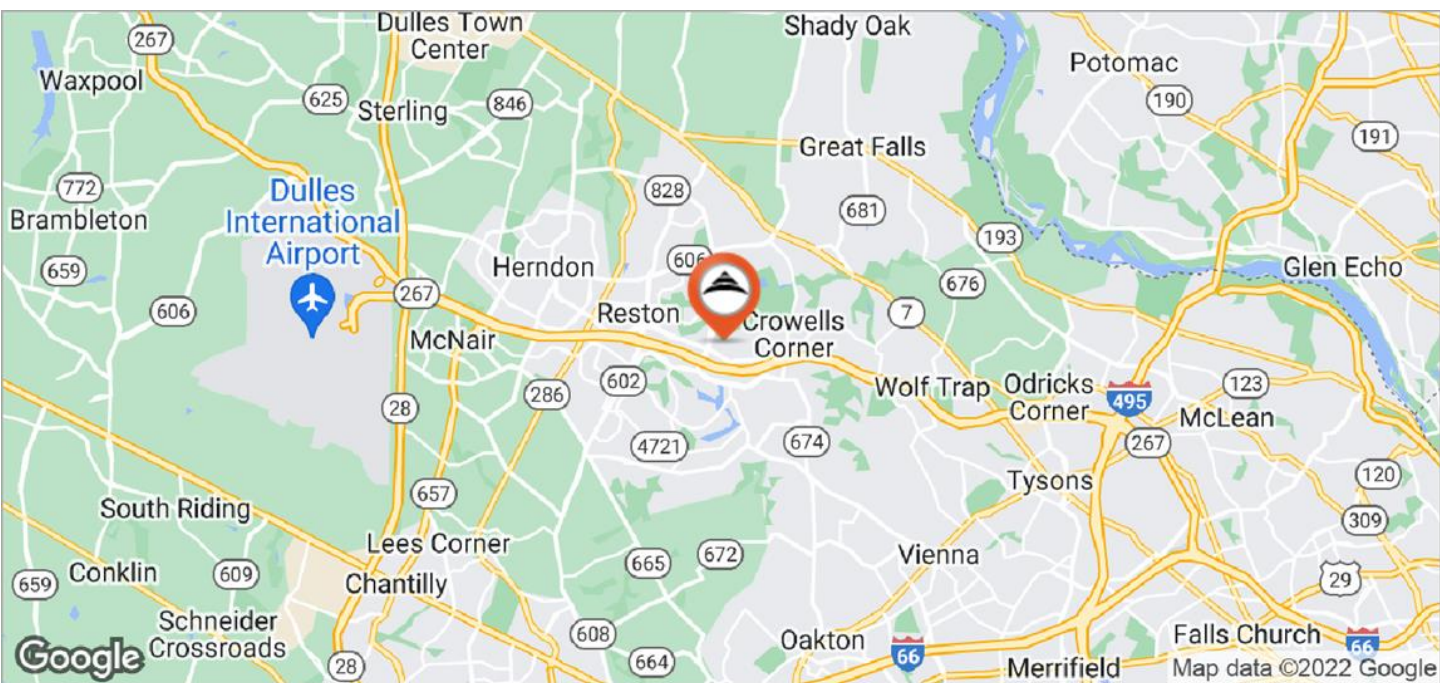 Dulles Town
Center
Shady Oak
267
Waxpool
Potomac
625
846
190
Sterling
191
Great Falls
772
Dulles
International
Airport
828
Brambleton
681
193
606
Herndon
659
Glen Echo
676
267
606
Reston
7
Crowells
Corner
McNair
602
286
Wolf Trap
Odricks
Corner
123
495
28
McLean
674
267
4721
Tysons
120
657
South Riding
309
Lees Corner
672
Vienna
665
659
Conklin
609
Chantilly
29
Schneider
Crossroads
608
Oakton
Falls Church
66
66
664
28
Merrifield
Google
Map data ©2022 Google